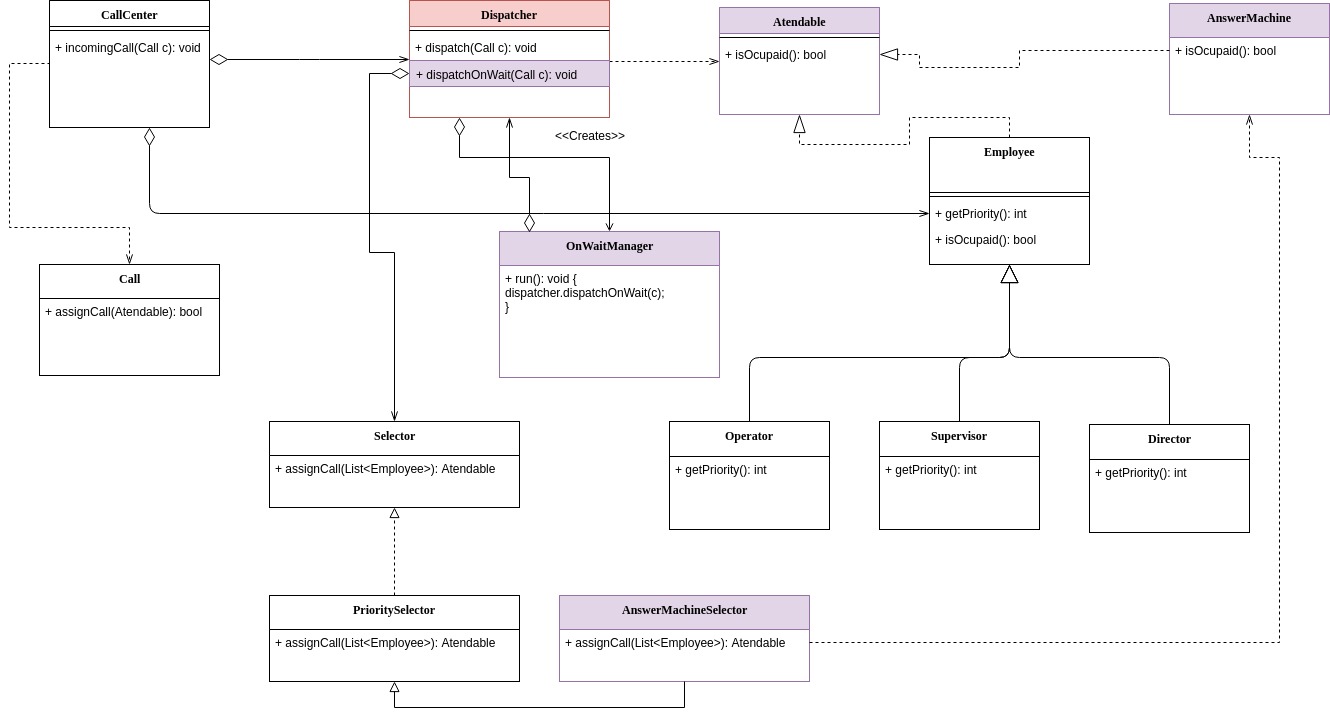 CallCenter
+ incomingCall(Call c): void
Dispatcher
+ dispatch(Call c): void
+ dispatchOnWait(Call c): void
Atendable
+ isOcupaid(): bool
AnswerMachine
+ isOcupaid(): bool
<<Creates>>
Employee
+ getPriority(): int
+ isOcupaid(): bool
OnWaitManager
+ run(): void {
dispatcher.dispatchOnWait(c);
}
Call
+ assignCall(Atendable): bool
Selector
+ assignCall(List<Employee>): Atendable
Operator
+ getPriority(): int
Supervisor
+ getPriority(): int
Director
+ getPriority(): int
PrioritySelector
+ assignCall(List<Employee>): Atendable
AnswerMachineSelector
+ assignCall(List<Employee>): Atendable